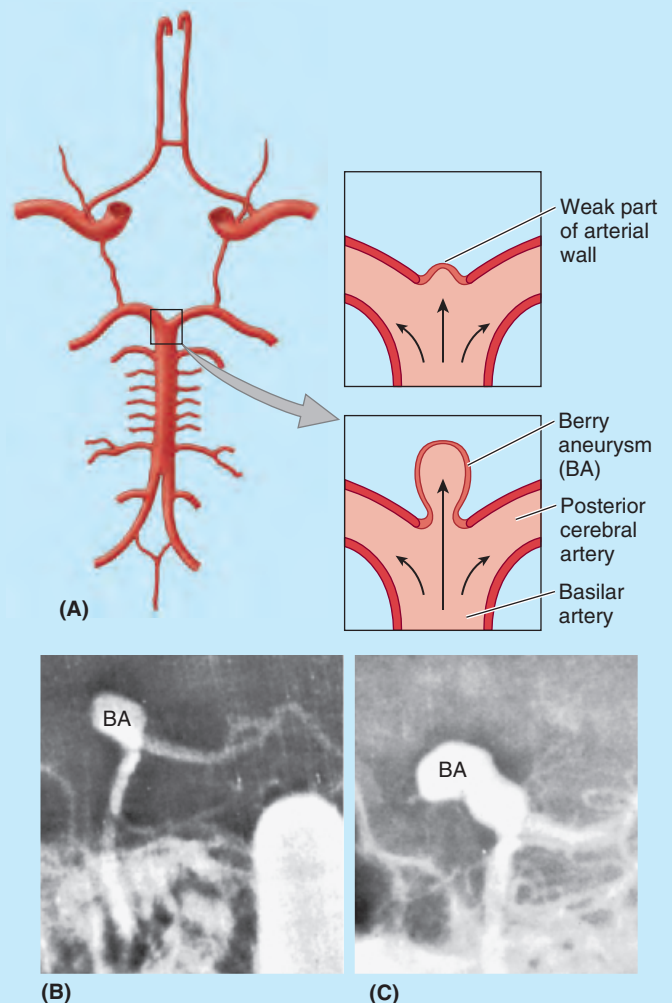 Weak part
of arterial
wall
Berry
aneurysm
(BA)
Posterior
cerebral
artery
Basilar
artery
(A)
BA
BA
(B)
(C)